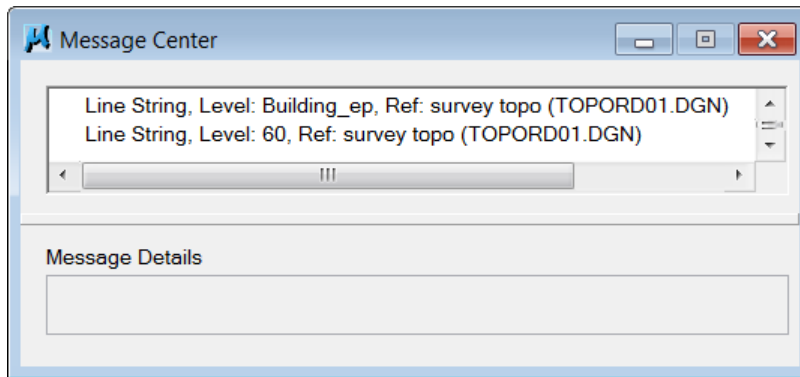 Message Center
Line String, Level: Building_ep, Ref: survey topo (TOPORD01.DGN)
Line String, Level: 60, Ref: survey topo (TOPORD01.DGN)
Message Details